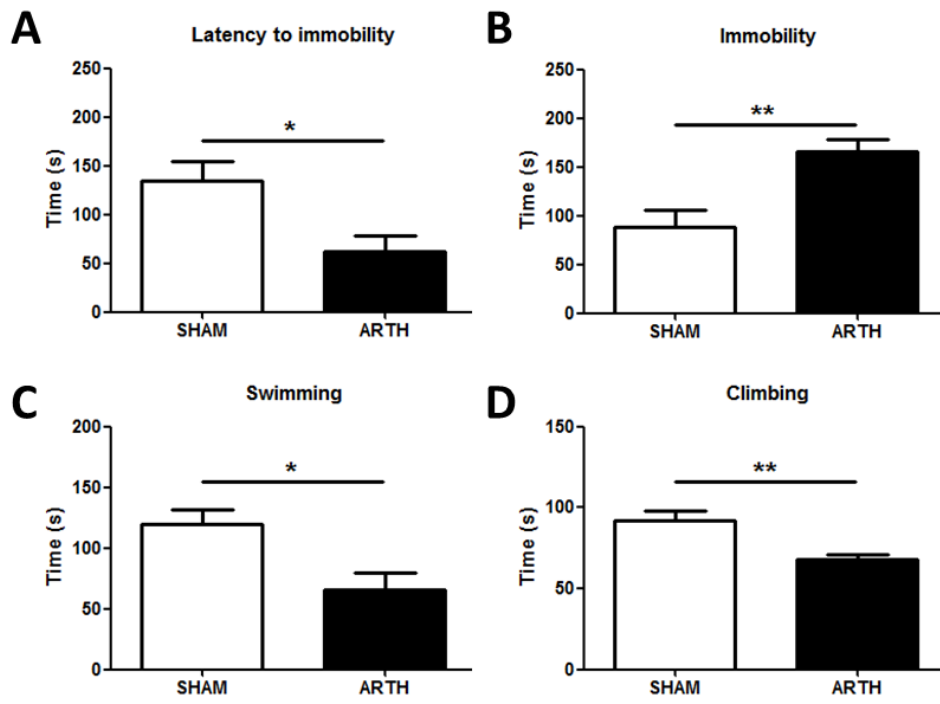 A
Latency to immobility
250
200
150
100
50
0
Time (s)
*
SHAM ARTH
B
Immobility
250
200
150
100
50
0
Time (s)
**
SHAM ARTH
C
Swimming
200
150
100
50
0
Time (s)
*
SHAM ARTH
D
Climbing
150
100
50
0
Time (s)
**
SHAM ARTH